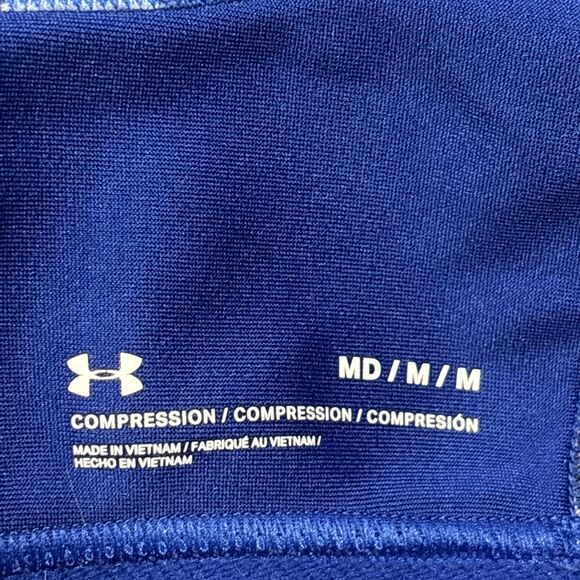 MD / M / M
COMPRESSION / COMPRESSION / COMPRESIÓN
MADE IN VIETNAM / FABRIQUÉ AU VIETNAM /
HECHO EN VIETNAM